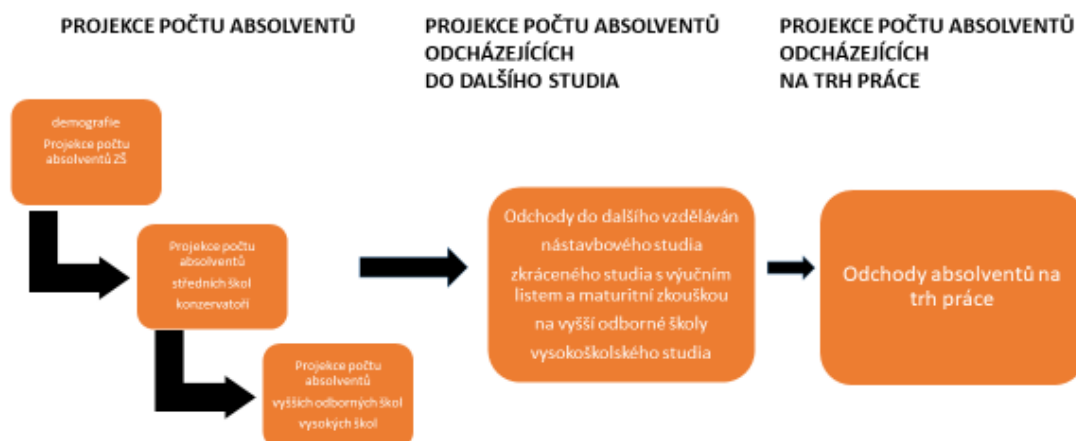 PROJEKCE POČTU ABSOLVENTŮ
PROJEKCE POČTU ABSOLVENTŮ
ODCHÁZEJÍCÍCH
DO DALŠÍHO STUDIA
PROJEKCE POČTU ABSOLVENTŮ
ODCHÁZEJÍCÍCH
NA TRH PRÁCE
demografie
Projekce počtu
absolventů ZŠ
Projekce počtu
absolventů
středních škol
konzervatoří
Projekce počtu
absolventů
vyšších odborných škol
vysokých škol
Odchody do dalšího vzděláván
nástavbového studia
zkráceného studia s výučním
listem a maturitní zkouškou
na vyšší odborné školy
vysokoškolského studia
Odchody absolventů na
trh práce